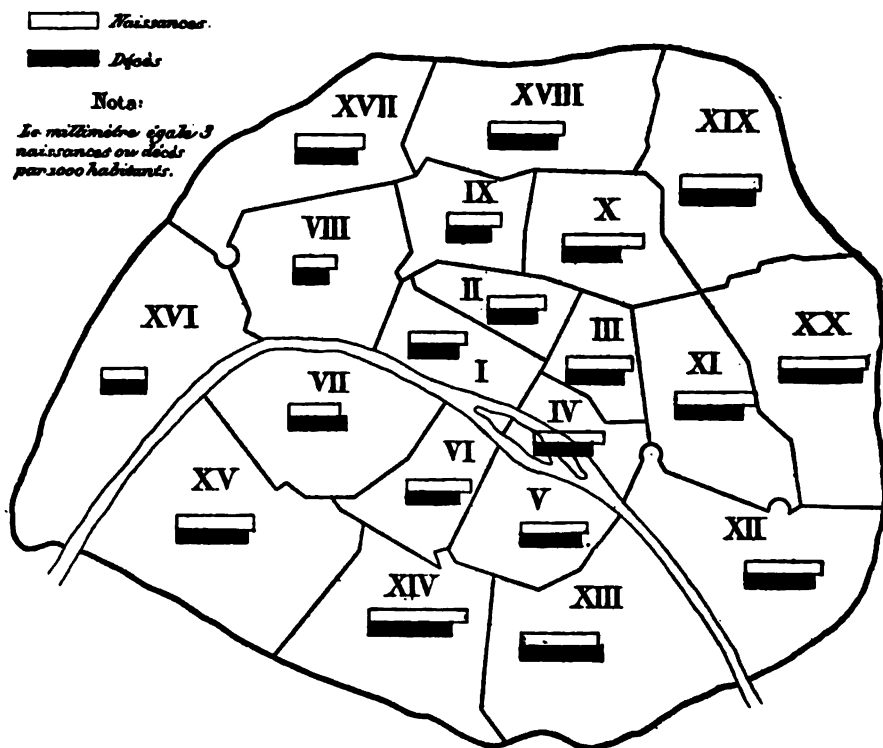 Naissances.
Décès
Nota:
Le millimètre égale 3
naissances ou décès
par 1000 habitants.
XVII
XVIII
XIX
IX
X
VIII
II
XVI
III
XX
XI
I
VII
IV
VI
XV
V
XII
XIV
XIII